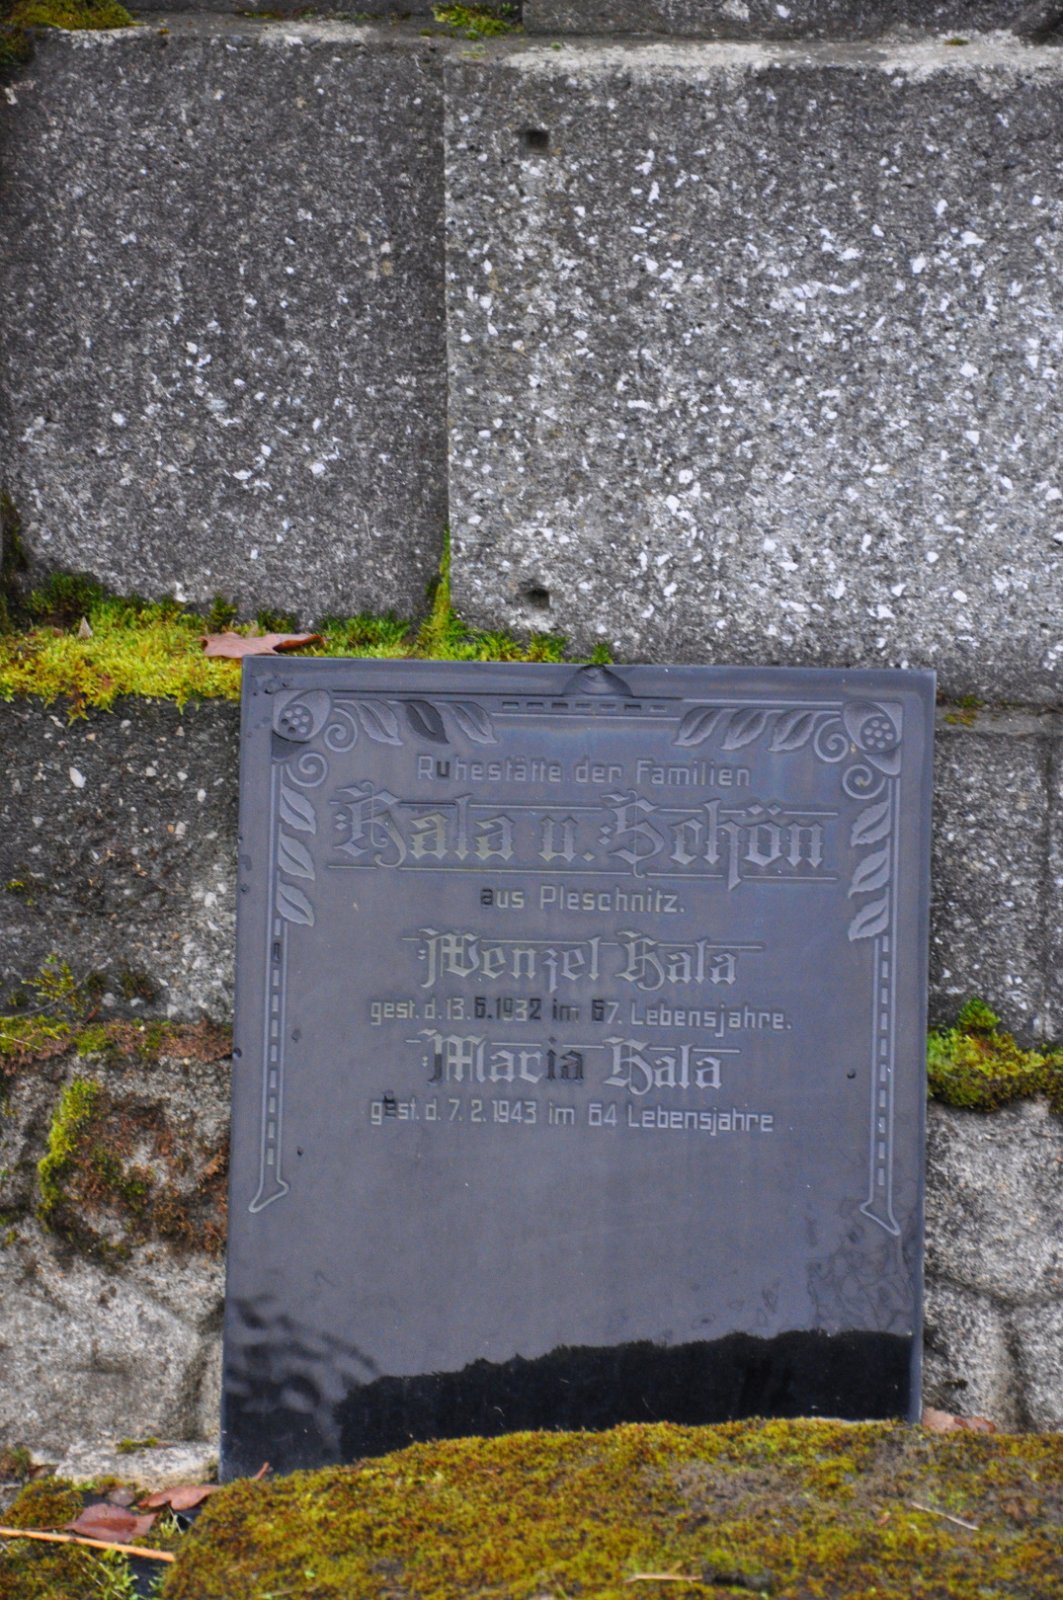 Ruhestätte der Familien
Hala u. Schön
aus Pleschnitz.
Wenzel Hala
gest. d. 13. 6. 1932 im 67. Lebensjahre.
Maria Hala
gest. d. 7. 2. 1943 im 64 Lebensjahre